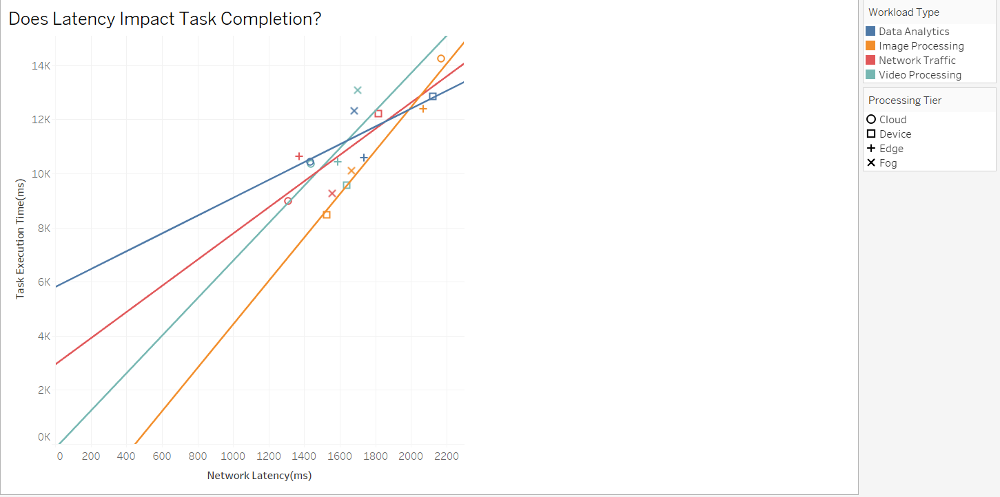 Does Latency Impact Task Completion?
Task Execution Time(ms)
14K
12K
10K
8K
6K
4K
2K
0K
0 200 400 600 800 1000 1200 1400 1600 1800 2000 2200
Network Latency(ms)
Workload Type
Data Analytics
Image Processing
Network Traffic
Video Processing
Processing Tier
Cloud
Device
Edge
Fog